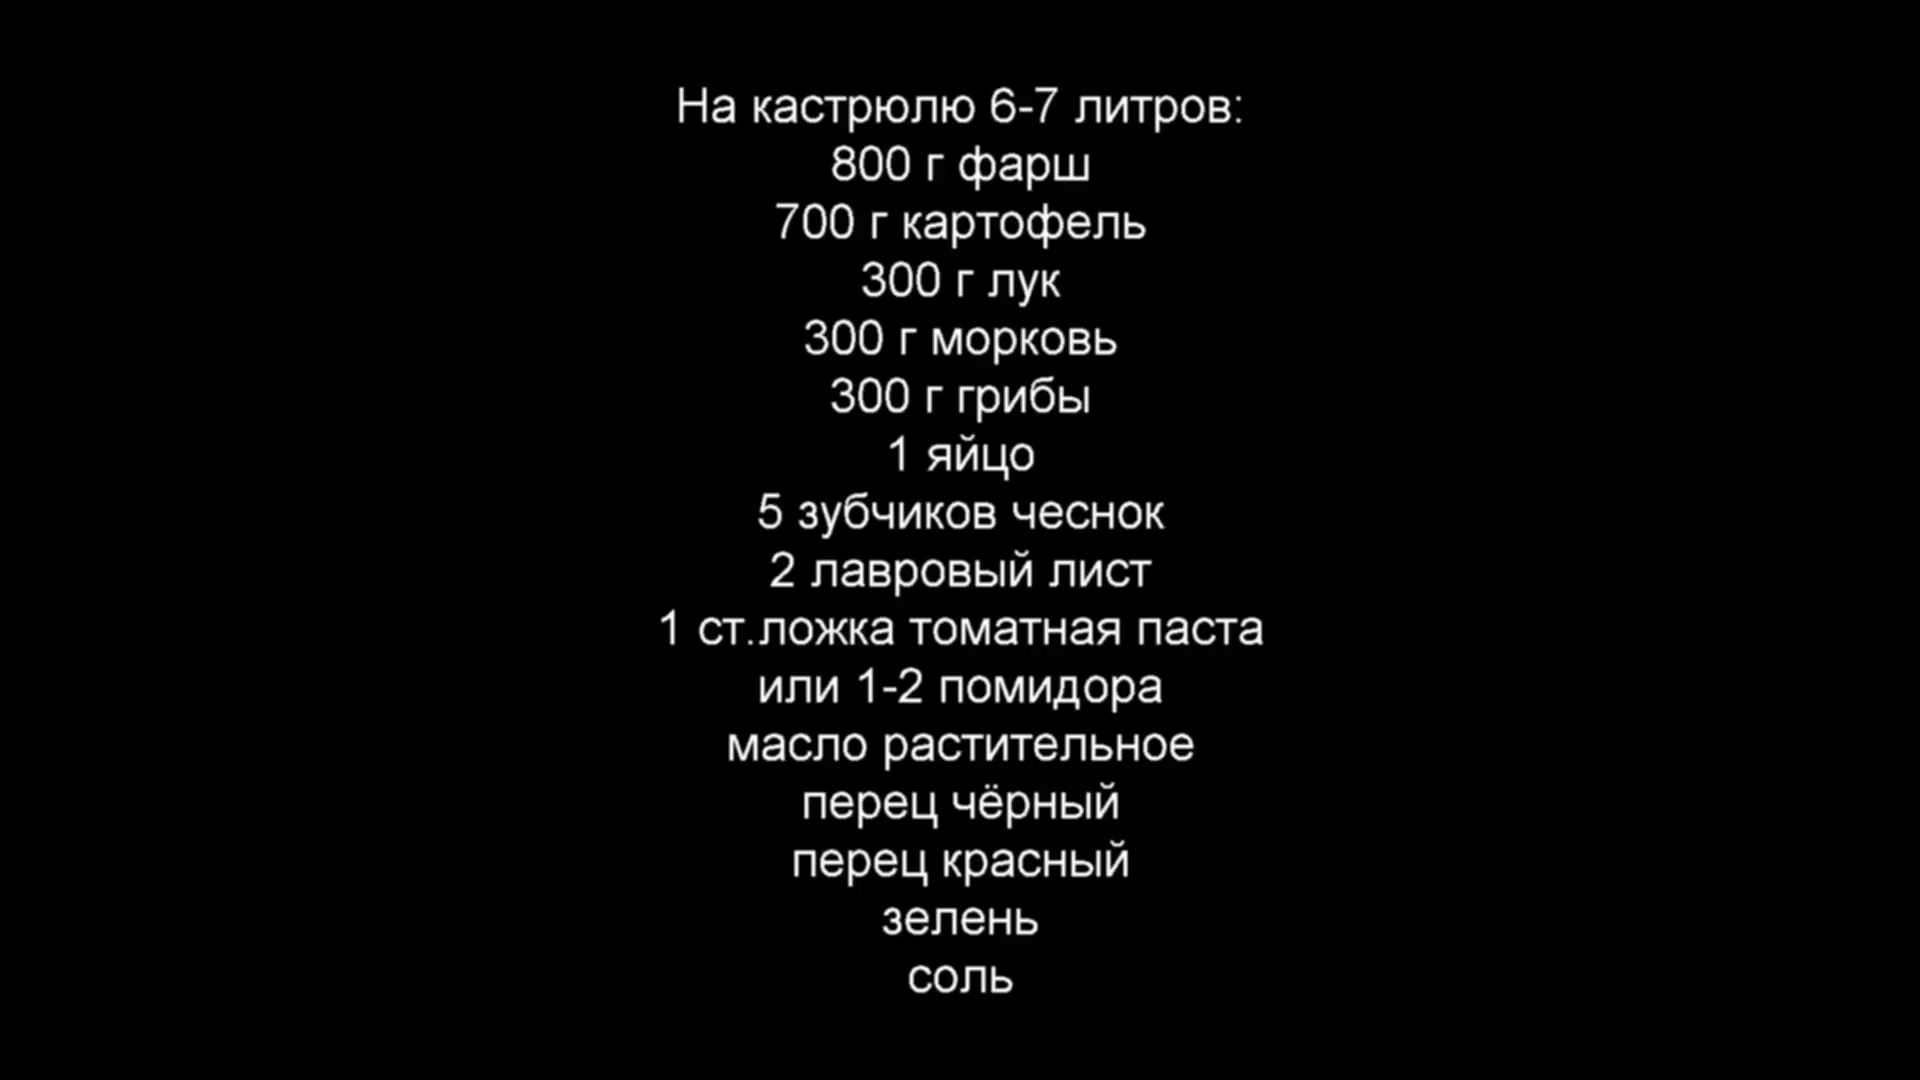 На кастрюлю 6-7 литров:
800 г фарш
700 г картофель
300 г лук
300 г морковь
300 г грибы
1 яйцо
5 зубчиков чеснок
2 лавровый лист
1 ст.ложка томатная паста
или 1-2 помидора
масло растительное
перец чёрный
перец красный
зелень
соль